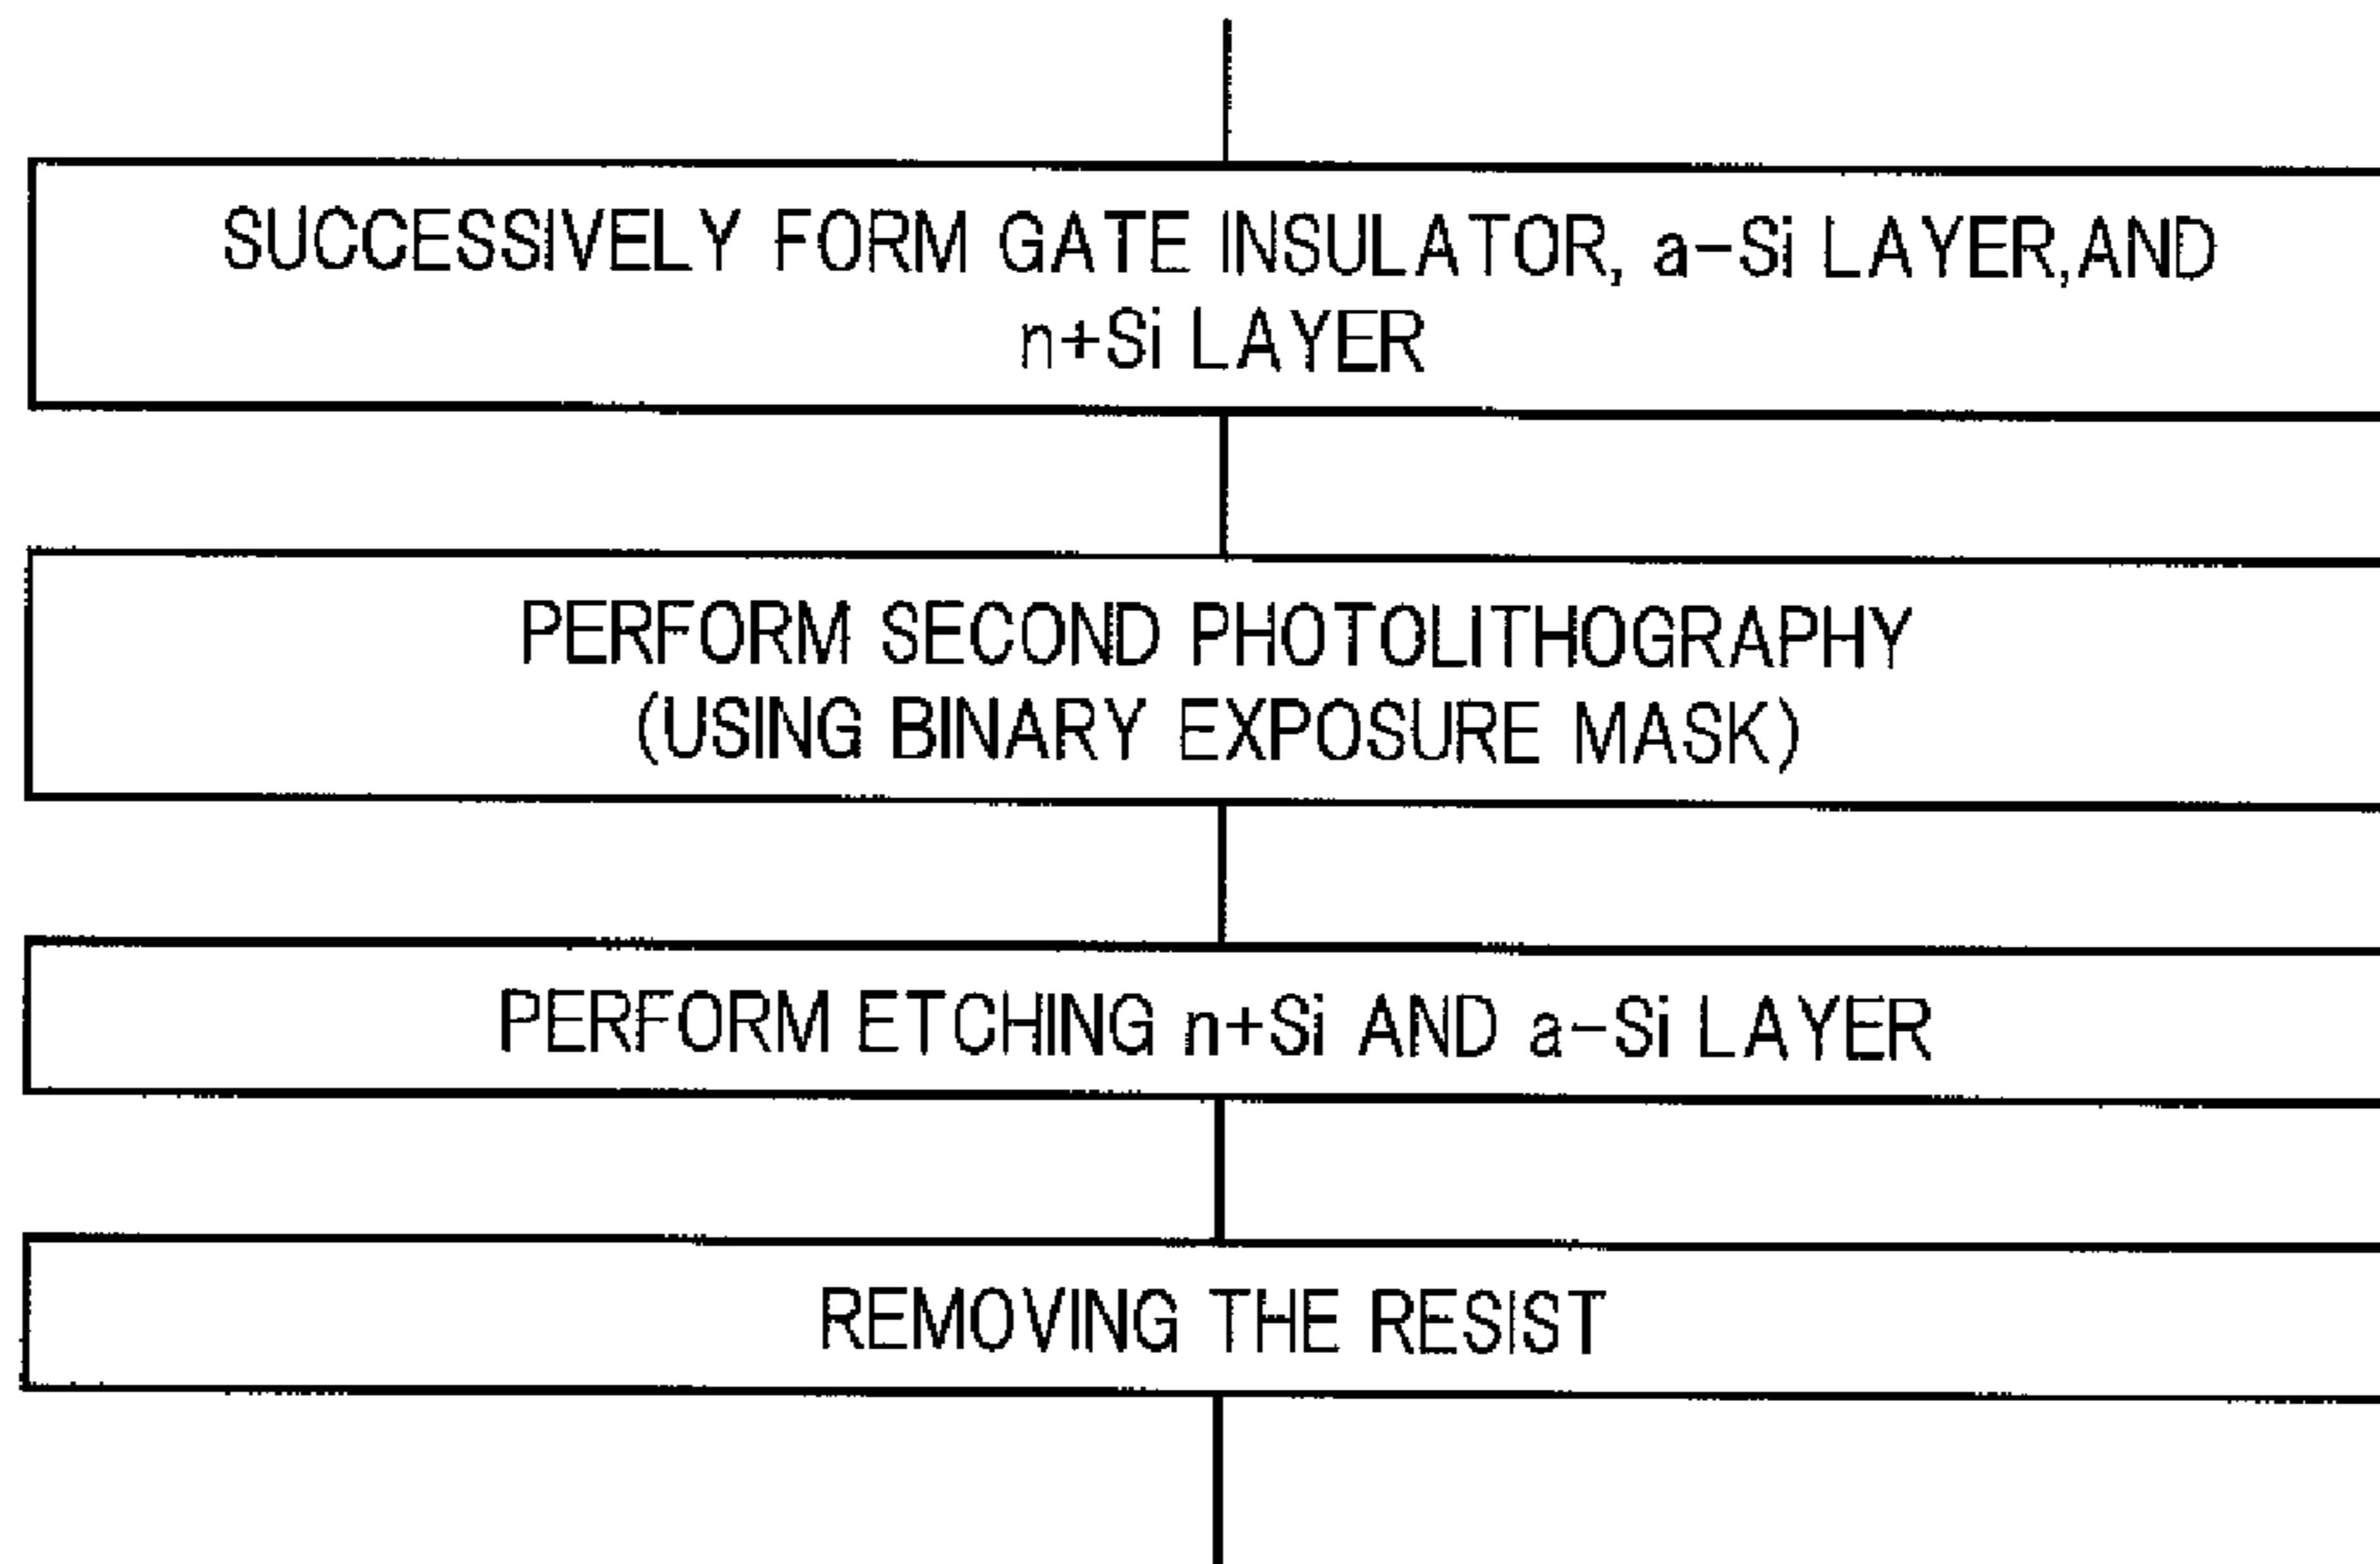 SUCCESSIVELY FORM GATE INSULATOR, a-Si LAYER,AND
n+Si LAYER
PERFORM SECOND PHOTOLITHOGRAPHY
(USING BINARY EXPOSURE MASK)
PERFORM ETCHING n+Si AND a-Si LAYER
REMOVING THE RESIST